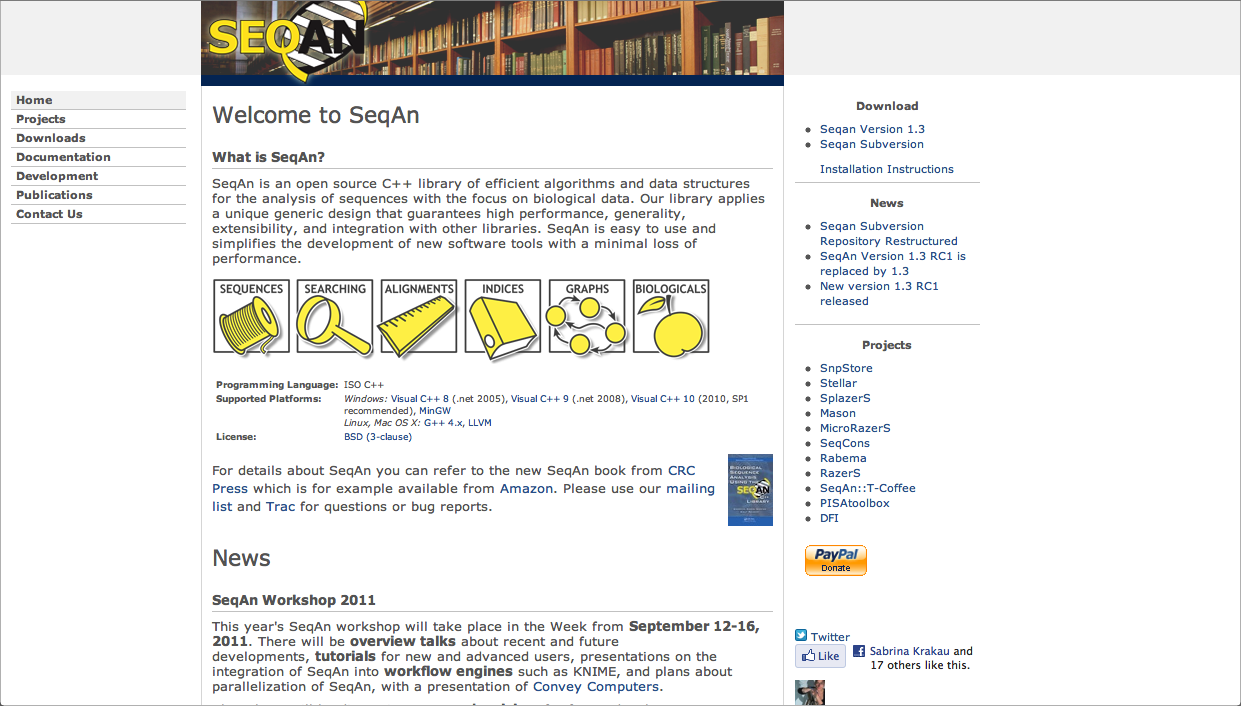 SEQAN
Home
Projects
Downloads
Documentation
Development
Publications
Contact Us
Welcome to SeqAn
What is SeqAn?
SeqAn is an open source C++ library of efficient algorithms and data structures
for the analysis of sequences with the focus on biological data. Our library applies
a unique generic design that guarantees high performance, generality,
extensibility, and integration with other libraries. SeqAn is easy to use and
simplifies the development of new software tools with a minimal loss of
performance.
SEQUENCES SEARCHING ALIGNMENTS INDICES GRAPHS BIOLOGICALS
Programming Language: ISO C++
Supported Platforms: Windows: Visual C++ 8 (.net 2005), Visual C++ 9 (.net 2008), Visual C++ 10 (2010, SP1
recommended), MinGW
Linux, Mac OS X: G++ 4.x, LLVM
License: BSD (3-clause)
For details about SeqAn you can refer to the new SeqAn book from CRC
Press which is for example available from Amazon. Please use our mailing
list and Trac for questions or bug reports.
BIOLOGICAL
SEQUENCE
ANALYSIS
USING THE
SEQAN
C++
LIBRARY
News
SeqAn Workshop 2011
This year's SeqAn workshop will take place in the Week from September 12-16,
2011. There will be overview talks about recent and future
developments, tutorials for new and advanced users, presentations on the
integration of SeqAn into workflow engines such as KNIME, and plans about
parallelization of SeqAn, with a presentation of Convey Computers.
Download
Seqan Version 1.3
Seqan Subversion
Installation Instructions
News
Seqan Subversion
Repository Restructured
SeqAn Version 1.3 RC1 is
replaced by 1.3
New version 1.3 RC1
released
Projects
SnpStore
Stellar
SplazerS
Mason
MicroRazerS
SeqCons
Rabema
RazerS
SeqAn::T-Coffee
PISAtoolbox
DFI
PayPal
Donate
Twitter
Like
Sabrina Krakau and
17 others like this.